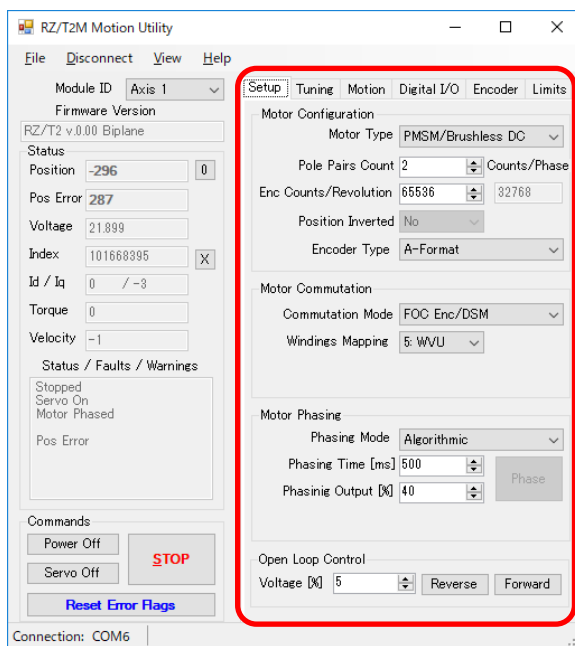 RZ/T2M Motion Utility
File Disconnect View Help
Module ID Axis 1
Firmware Version
RZ/T2 v.0.00 Biplane
Status
Position -296 0
Pos Error 287
Voltage 21.899
Index 101668395 X
Id / Iq 0 / -3
Torque 0
Velocity -1
Status / Faults / Warnings
Stopped
Servo On
Motor Phased
Pos Error
Commands
Power Off
Servo Off
STOP
Reset Error Flags
Setup Tuning Motion Digital I/O Encoder Limits
Motor Configuration
Motor Type PMSM/Brushless DC
Pole Pairs Count 2 Counts/Phase
Enc Counts/Revolution 65536 32768
Position Inverted No
Encoder Type A-Format
Motor Commutation
Commutation Mode FOC Enc/DSM
Windings Mapping 5: WVU
Motor Phasing
Phasing Mode Algorithmic
Phasing Time [ms] 500
Phasinig Output [%] 40
Phase
Open Loop Control
Voltage [%] 5 Reverse Forward
Connection: COM6